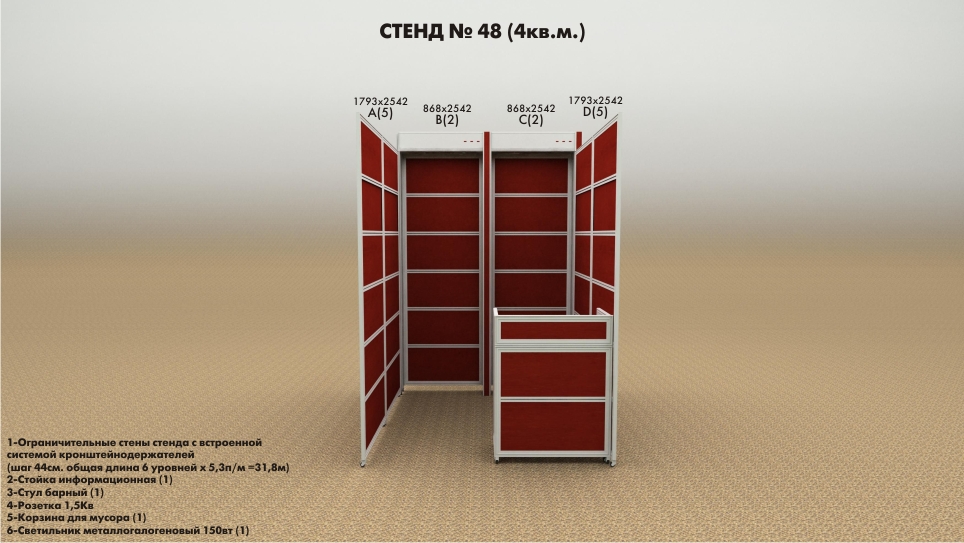 СТЕНД № 48 (4кв.м.)
1793x2542
A(5)
868x2542
B(2)
868x2542
C(2)
1793x2542
D(5)
1-Ограничительные стены стенда с встроенной
системой кронштейнодержателей
(шаг 44см. общая длина 6 уровней х 5,3п/м =31,8м)
2-Стойка информационная (1)
3-Стул барный (1)
4-Розетка 1,5Кв
5-Корзина для мусора (1)
6-Светильник металлогалогеновый 150вт (1)